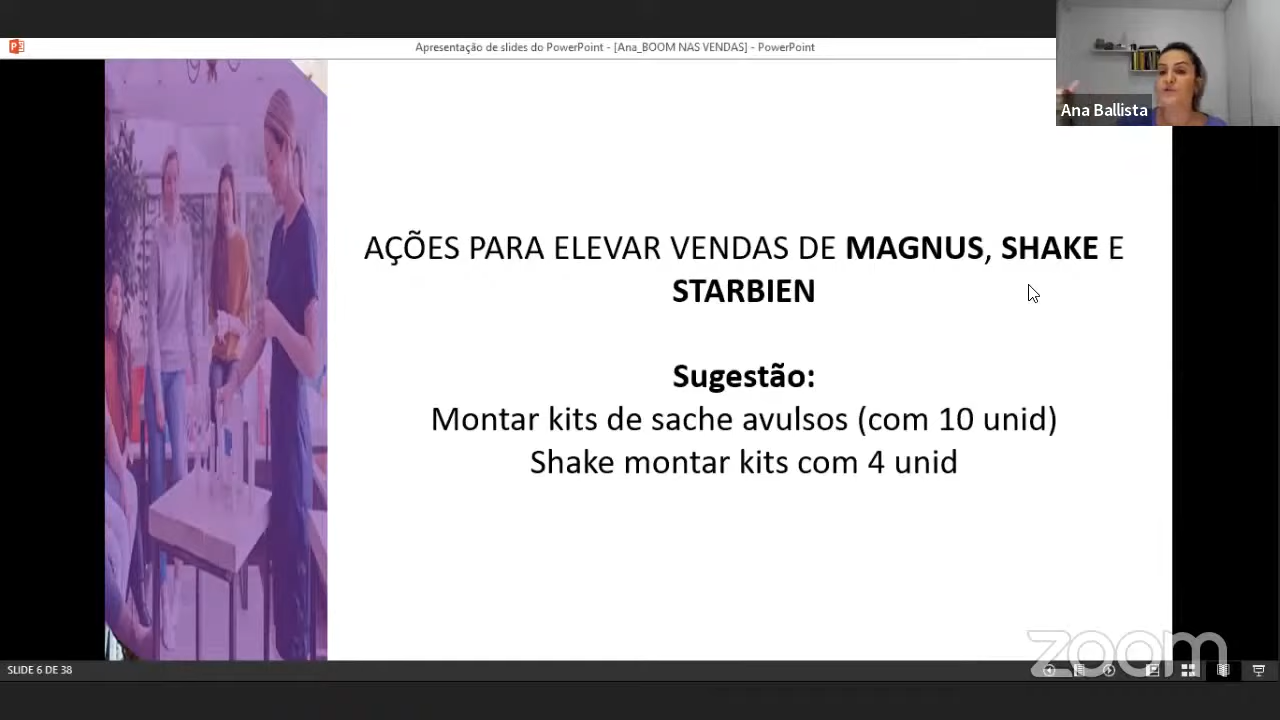 Apresentação de slides do PowerPoint - [Ana_BOOM NAS VENDAS] - PowerPoint
Ana Ballista
AÇÕES PARA ELEVAR VENDAS DE MAGNUS, SHAKE E
STARBIEN
Sugestão:
Montar kits de sache avulsos (com 10 unid)
Shake montar kits com 4 unid
zoom
SLIDE 6 DE 38